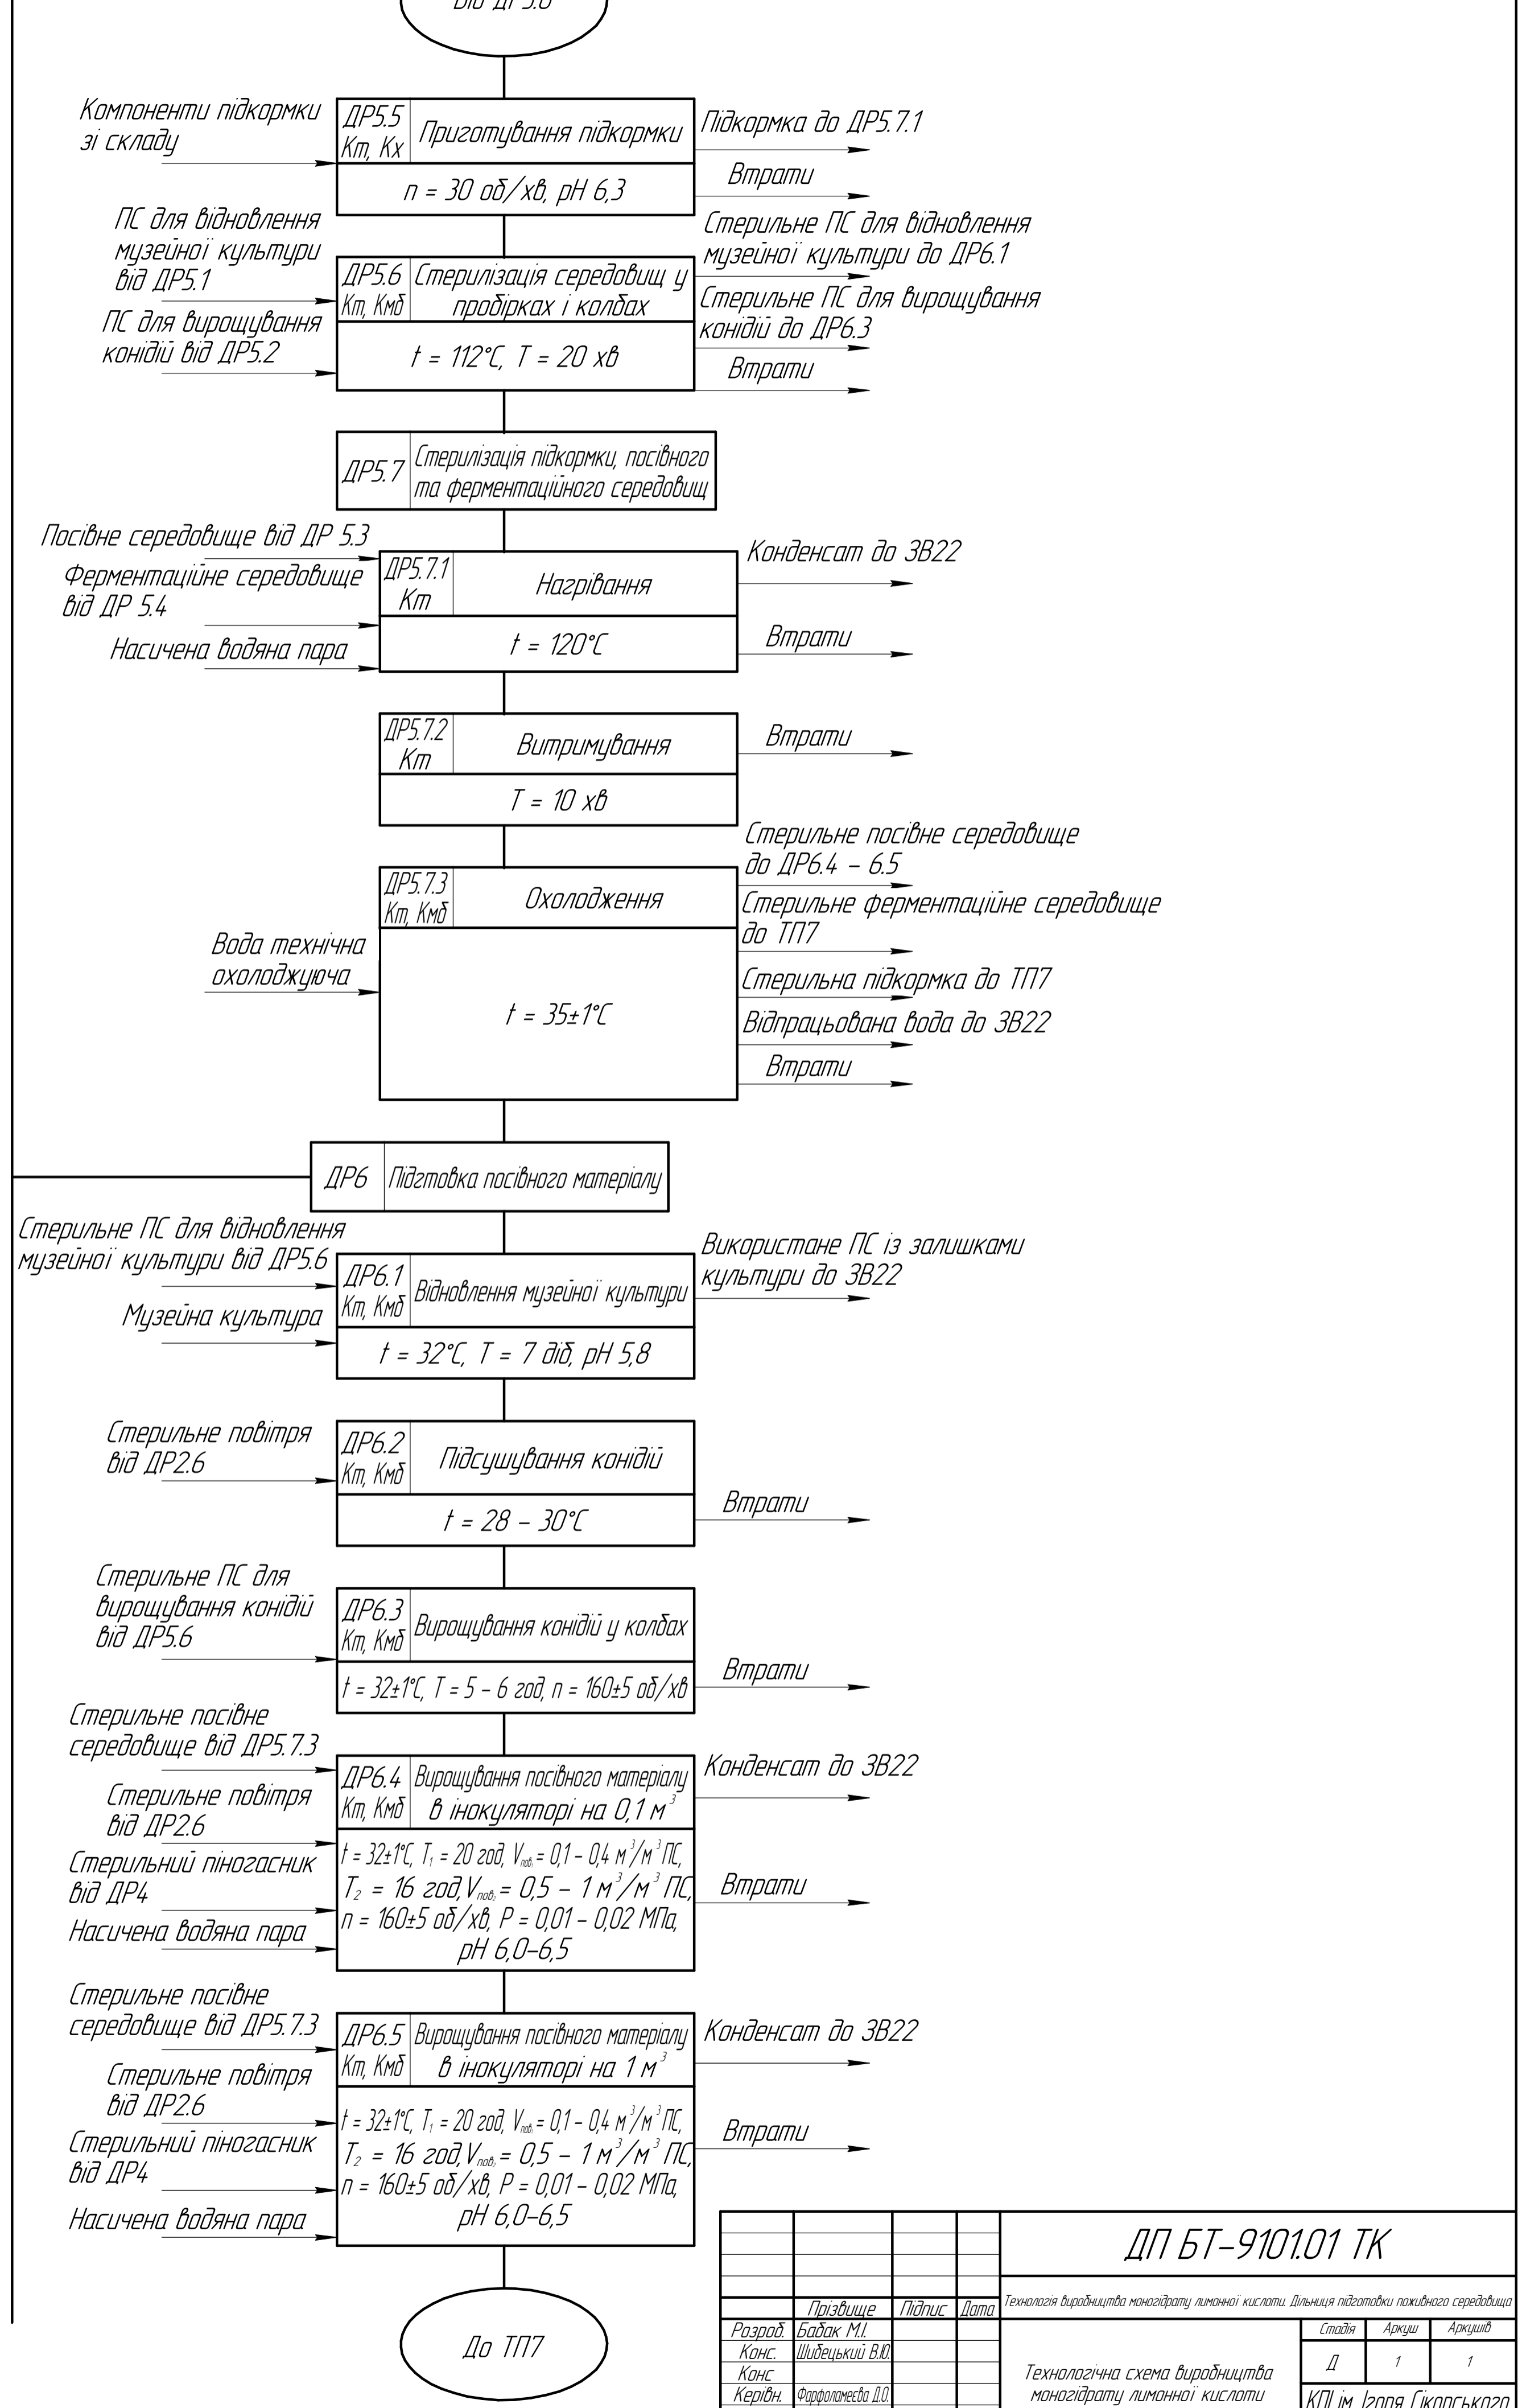 Компоненти підкормки
зі складу
ДР5.5
Кт, Кх
Приготування підкормки
n = 30 об/хв, pH 6,3
Підкормка до ДР5.7.1
Втрати
ПС для відновлення
музейної культури
від ДР5.1
ПС для вирощування
конідій від ДР5.2
ДР5.6
Кт, Кмб
Стерилізація середовищ у
пробірках і колбах
t = 112°C, T = 20 хв
Стерильне ПС для відновлення
музейної культури до ДР6.1
Стерильне ПС для вирощування
конідій до ДР6.3
Втрати
ДР5.7
Стерилізація підкормки, посівного
та ферментаційного середовищ
Посівне середовище від ДР 5.3
Ферментаційне середовище
від ДР 5.4
Насичена водяна пара
ДР5.7.1
Кт
Нагрівання
t = 120°C
Конденсат до ЗВ22
Втрати
ДР5.7.2
Кт
Витримування
T = 10 хв
Втрати
Вода технічна
охолоджуюча
ДР5.7.3
Кт, Кмб
Охолодження
t = 35±1°C
Стерильне посівне середовище
до ДР6.4 – 6.5
Стерильне ферментаційне середовище
до ТП7
Стерильна підкормка до ТП7
Відпрацьована вода до ЗВ22
Втрати
ДР6
Підгтовка посівного матеріалу
Стерильне ПС для відновлення
музейної культури від ДР5.6
Музейна культура
ДР6.1
Кт, Кмб
Відновлення музейної культури
t = 32°C, T = 7 діб, pH 5,8
Використане ПС із залишками
культури до ЗВ22
Стерильне повітря
від ДР2.6
ДР6.2
Кт, Кмб
Підсушування конідій
t = 28 – 30°C
Втрати
Стерильне ПС для
вирощування конідій
від ДР5.6
ДР6.3
Кт, Кмб
Вирощування конідій у колбах
t = 32±1°C, T = 5 – 6 год, n = 160±5 об/хв
Втрати
Стерильне посівне
середовище від ДР5.7.3
Стерильне повітря
від ДР2.6
Стерильний піногасник
від ДР4
Насичена водяна пара
ДР6.4
Кт, Кмб
Вирощування посівного матеріалу
в інокуляторі на 0,1 м³
t = 32±1°C, T₁ = 20 год, Vпов₁ = 0,1 – 0,4 м³/м³ ПС,
T₂ = 16 год, Vпов₂ = 0,5 – 1 м³/м³ ПС,
n = 160±5 об/хв, P = 0,01 – 0,02 МПа,
pH 6,0–6,5
Конденсат до ЗВ22
Втрати
Стерильне посівне
середовище від ДР5.7.3
Стерильне повітря
від ДР2.6
Стерильний піногасник
від ДР4
Насичена водяна пара
ДР6.5
Кт, Кмб
Вирощування посівного матеріалу
в інокуляторі на 1 м³
t = 32±1°C, T₁ = 20 год, Vпов₁ = 0,1 – 0,4 м³/м³ ПС,
T₂ = 16 год, Vпов₂ = 0,5 – 1 м³/м³ ПС,
n = 160±5 об/хв, P = 0,01 – 0,02 МПа,
pH 6,0–6,5
Конденсат до ЗВ22
Втрати
До ТП7
ДП БТ–9101.01 ТК
Технологія виробництва моногідрату лимонної кислоти. Дільниця підготовки поживного середовища
Прізвище Підпис Дата
Розроб. Бабак М.І.
Конс. Шибецький В.Ю.
Конс
Керівн. Фарфоламеєва Д.О.
Технологічна схема виробництва
моногідрату лимонної кислоти
Стадія Аркуш Аркушів
Д 1 1
КПІ ім. Ігоря Сікорського